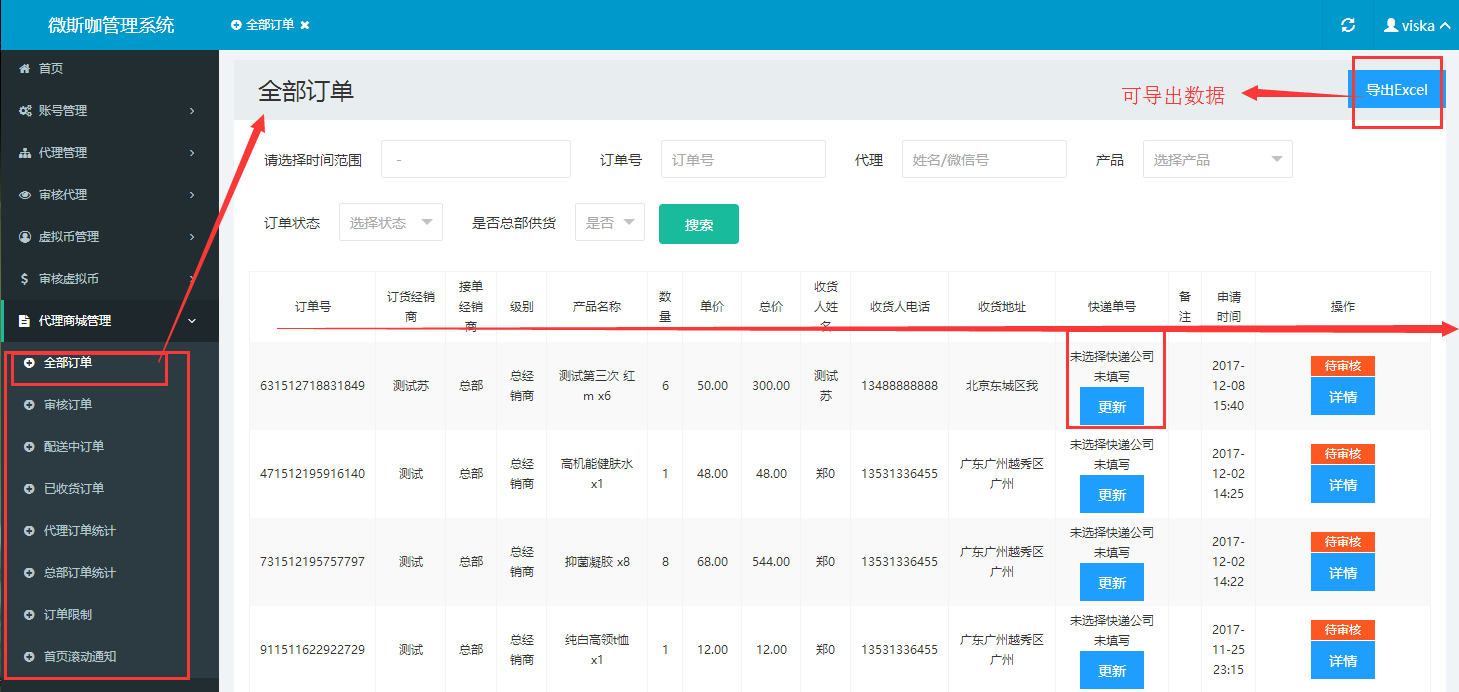 微斯咖管理系统
全部订单
viska
首页
账号管理
代理管理
审核代理
虚拟币管理
审核虚拟币
代理商城管理
全部订单
审核订单
配送中订单
已收货订单
代理订单统计
总部订单统计
订单限制
首页滚动通知
全部订单
可导出数据
导出Excel
请选择时间范围 - 订单号 订单号 代理 姓名/微信号 产品 选择产品
订单状态 选择状态 是否总部供货 是否 搜索
订单号
订货经销
商
接单
经销
商
级别
产品名称
数
量
单价
总价
收货
人姓
名
收货人电话
收货地址
快递单号
备
注
申请
时间
操作
631512718831849
测试苏
总部
总经
销商
测试第三次 红
m x6
6
50.00
300.00
测试
苏
13488888888
北京东城区我
未选择快递公司
未填写
更新
2017-
12-08
15:40
待审核
详情
471512195916140
测试
总部
总经
销商
高机能健肤水
x1
1
48.00
48.00
郑0
13531336455
广东广州越秀区
广州
未选择快递公司
未填写
更新
2017-
12-02
14:25
待审核
详情
731512195757797
测试
总部
总经
销商
抑菌凝胶 x8
8
68.00
544.00
郑0
13531336455
广东广州越秀区
广州
未选择快递公司
未填写
更新
2017-
12-02
14:22
待审核
详情
911511622922729
测试
总部
总经
销商
纯白高领t恤
x1
1
12.00
12.00
郑0
13531336455
广东广州越秀区
广州
未选择快递公司
未填写
更新
2017-
11-25
23:15
待审核
详情